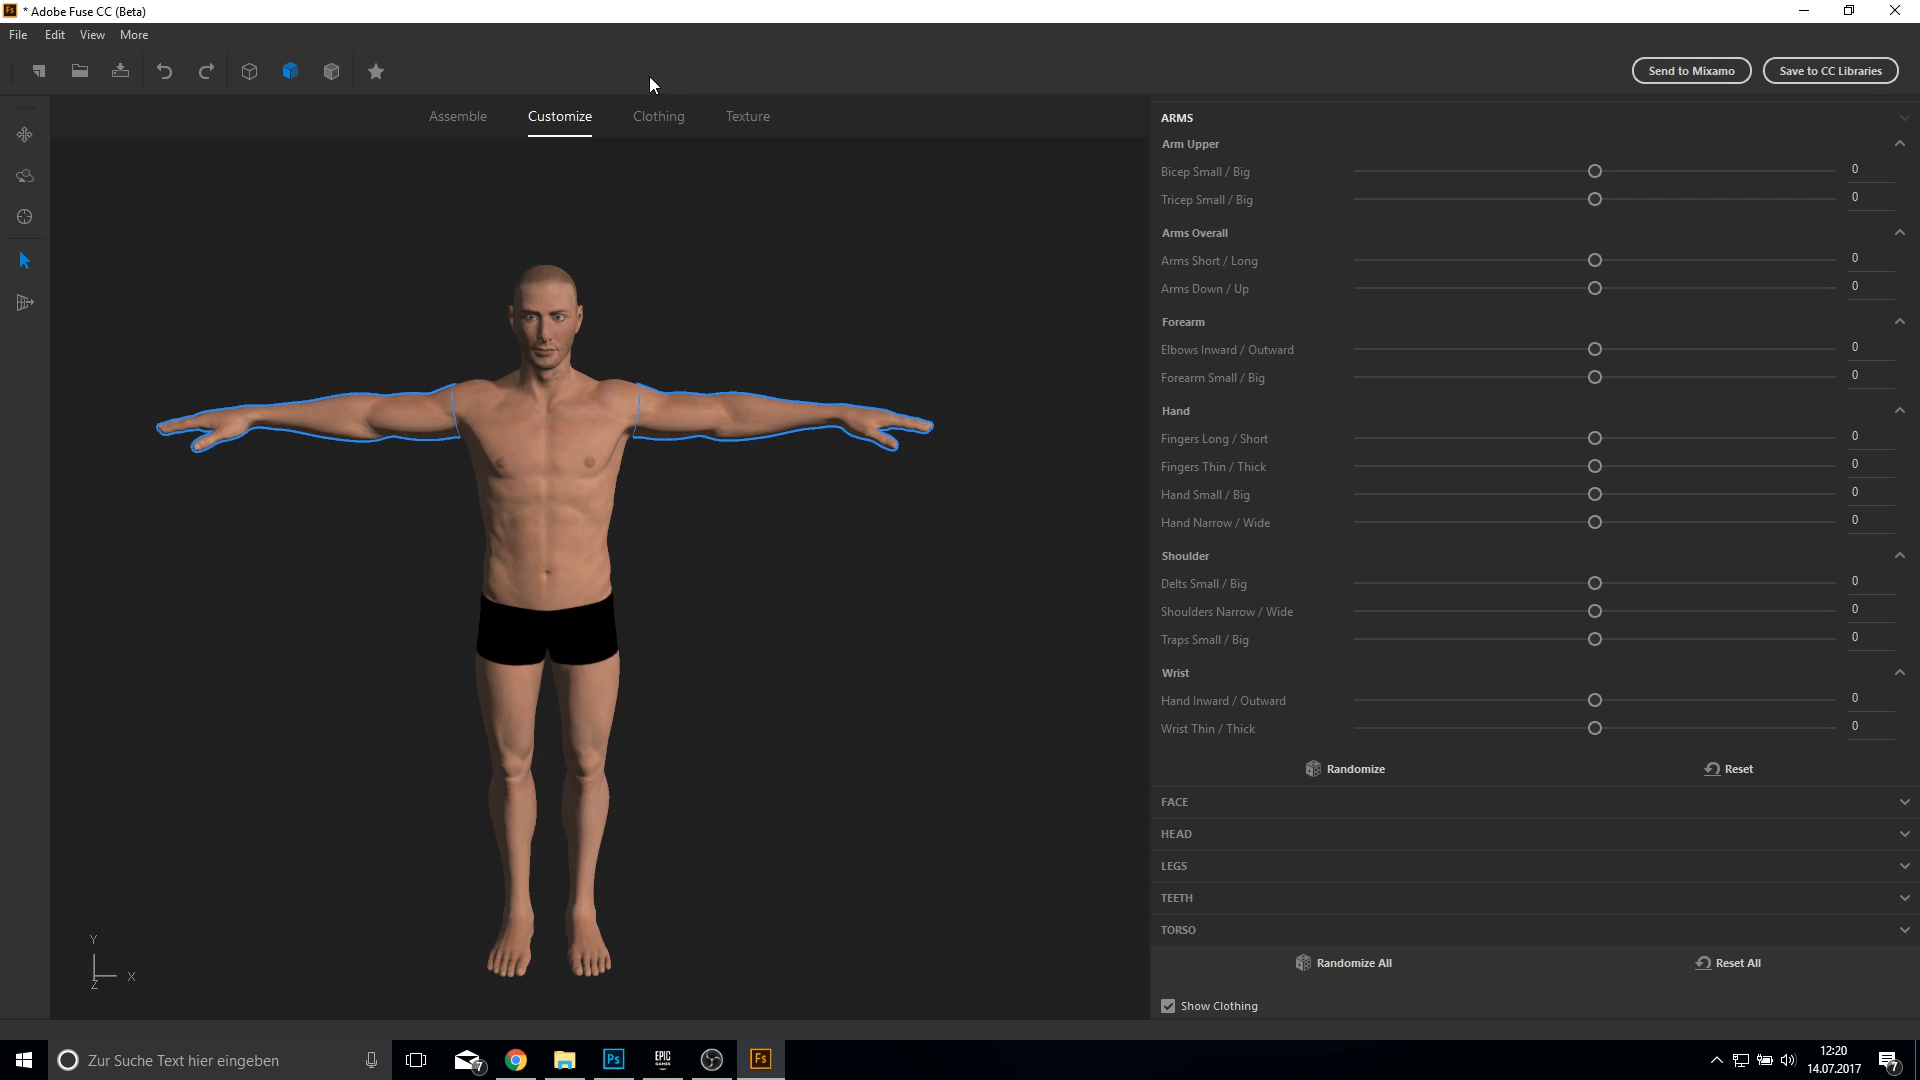 Fs * Adobe Fuse CC (Beta)
File Edit View More
Send to Mixamo Save to CC Libraries
Assemble Customize Clothing Texture
ARMS
Arm Upper
Bicep Small / Big 0
Tricep Small / Big 0
Arms Overall
Arms Short / Long 0
Arms Down / Up 0
Forearm
Elbows Inward / Outward 0
Forearm Small / Big 0
Hand
Fingers Long / Short 0
Fingers Thin / Thick 0
Hand Small / Big 0
Hand Narrow / Wide 0
Shoulder
Delts Small / Big 0
Shoulders Narrow / Wide 0
Traps Small / Big 0
Wrist
Hand Inward / Outward 0
Wrist Thin / Thick 0
Randomize Reset
FACE
HEAD
LEGS
TEETH
TORSO
Randomize All Reset All
Show Clothing
Y
X
Z
Zur Suche Text hier eingeben 7 Ps EPIC GAMES Fs 12:20 7
14.07.2017